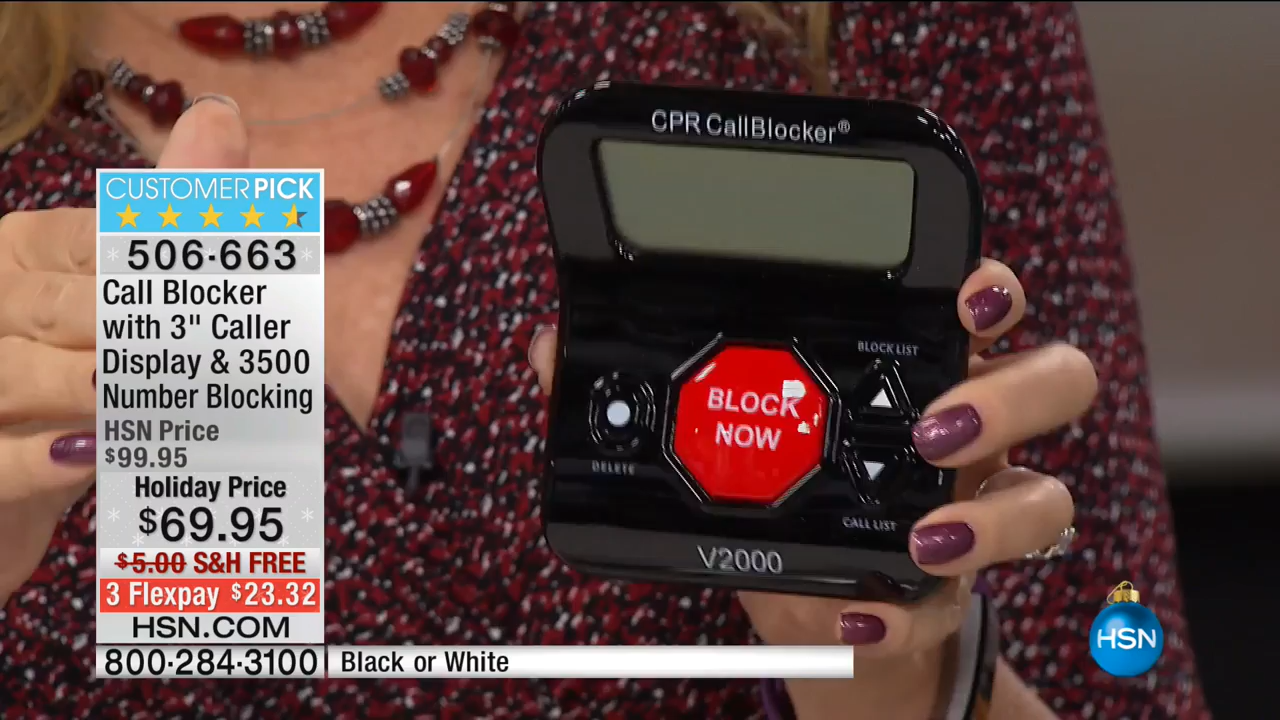 CPR CallBlocker®
BLOCK LIST
BLOCK
NOW
DELETE
CALL LIST
V2000
CUSTOMER PICK
506-663
Call Blocker
with 3" Caller
Display & 3500
Number Blocking
HSN Price
$99.95
Holiday Price
$69.95
$5.00 S&H FREE
3 Flexpay $23.32
HSN.COM
800-284-3100
Black or White
HSN